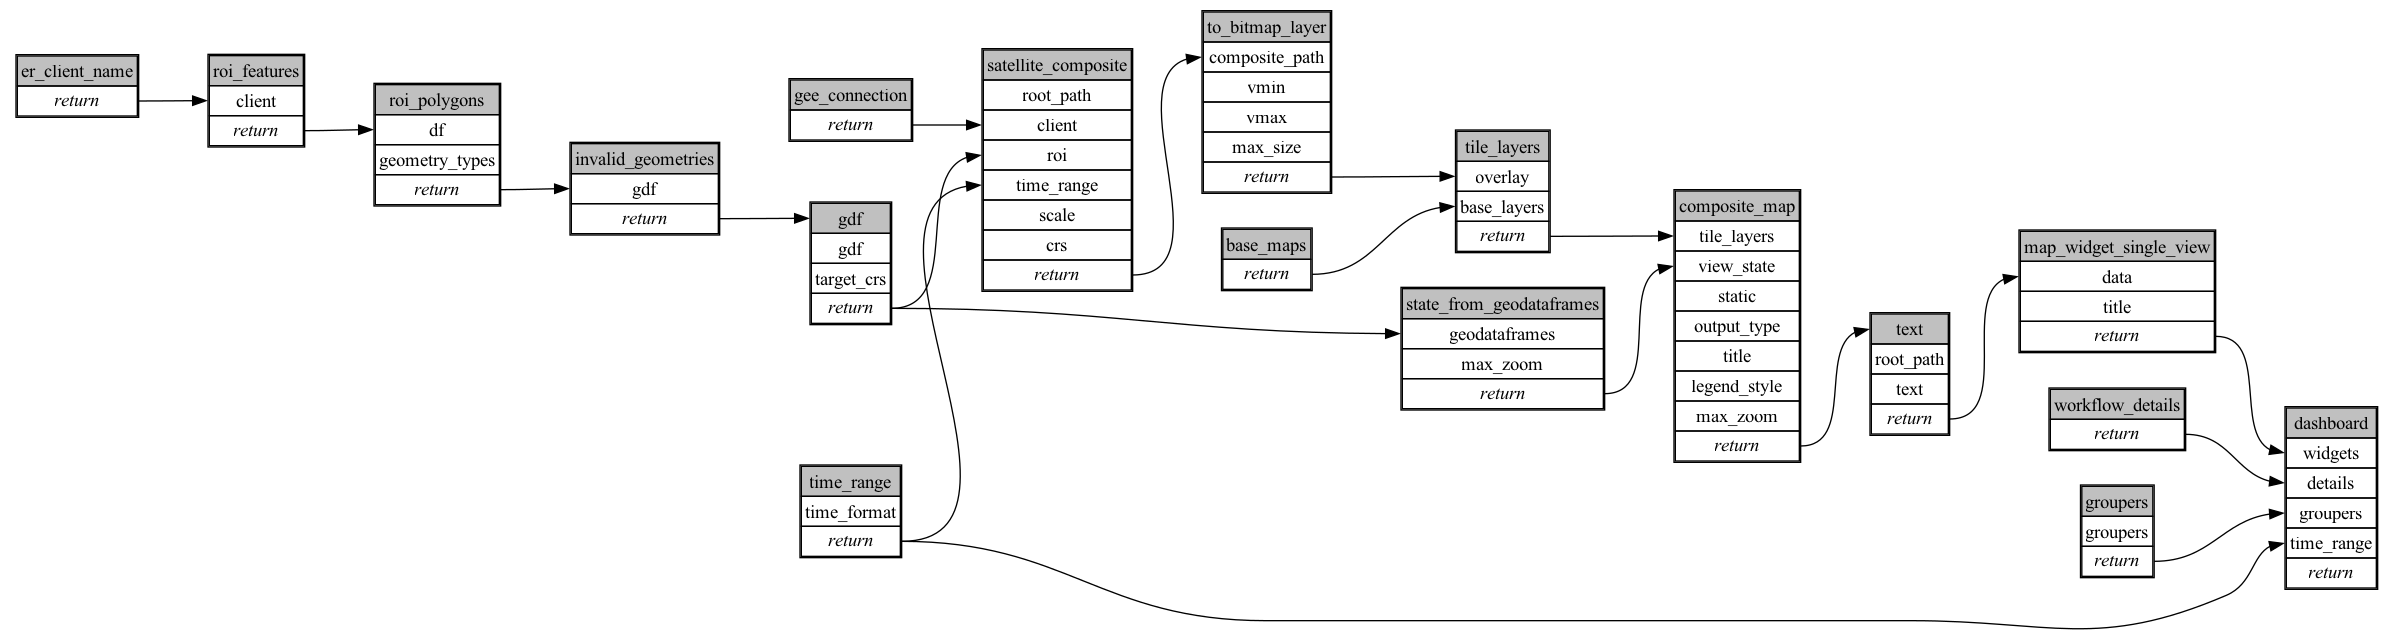 er_client_name
return
roi_features
client
return
roi_polygons
df
geometry_types
return
invalid_geometries
gdf
return
gdf
gdf
target_crs
return
time_range
time_format
return
gee_connection
return
satellite_composite
root_path
client
roi
time_range
scale
crs
return
to_bitmap_layer
composite_path
vmin
vmax
max_size
return
base_maps
return
tile_layers
overlay
base_layers
return
state_from_geodataframes
geodataframes
max_zoom
return
composite_map
tile_layers
view_state
static
output_type
title
legend_style
max_zoom
return
text
root_path
text
return
map_widget_single_view
data
title
return
workflow_details
return
groupers
groupers
return
dashboard
widgets
details
groupers
time_range
return